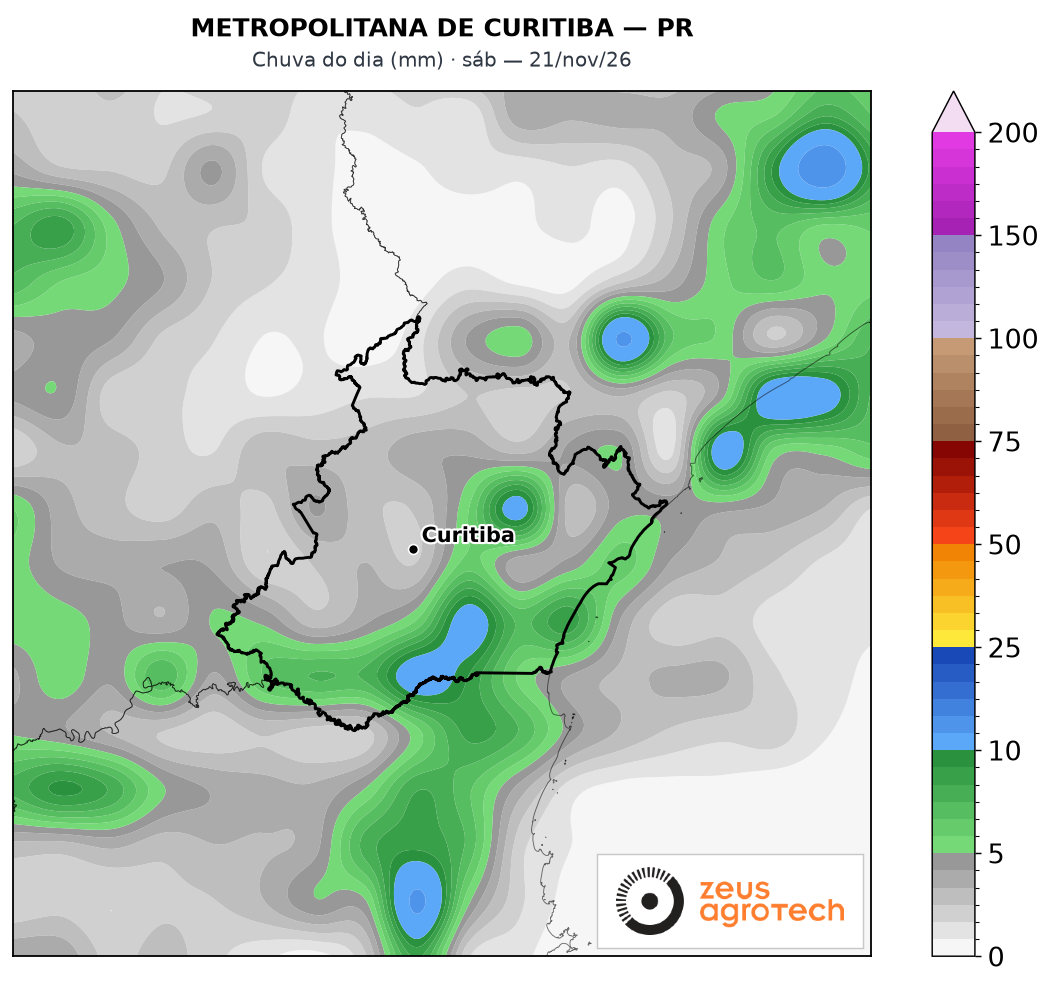 METROPOLITANA DE CURITIBA — PR
Chuva do dia (mm) · sáb — 21/nov/26
200
150
100
75
50
25
10
5
0
Curitiba
zeus
agrotech